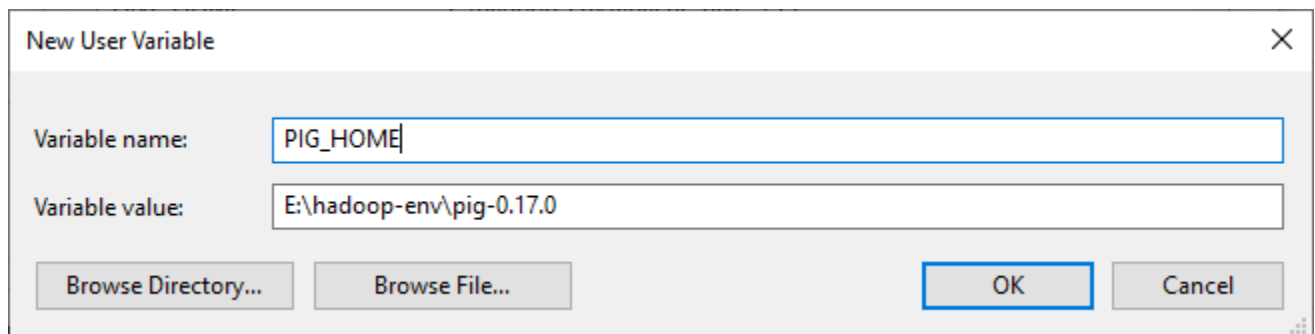 New User Variable
Variable name: PIG_HOME
Variable value: E:\hadoop-env\pig-0.17.0
Browse Directory... Browse File... OK Cancel